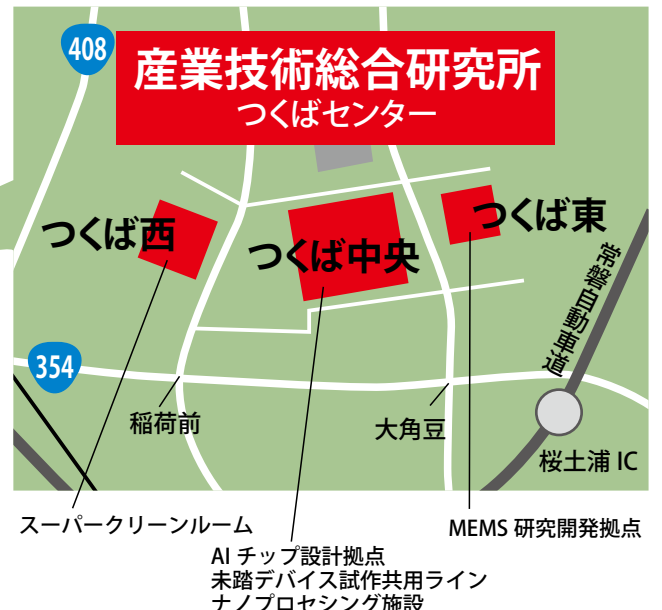 408
産業技術総合研究所
つくばセンター
つくば西
つくば中央
つくば東
常磐自動車道
354
稲荷前
大角豆
桜土浦 IC
スーパークリーンルーム
MEMS 研究開発拠点
AI チップ設計拠点
未踏デバイス試作共用ライン
ナノプロセシング施設